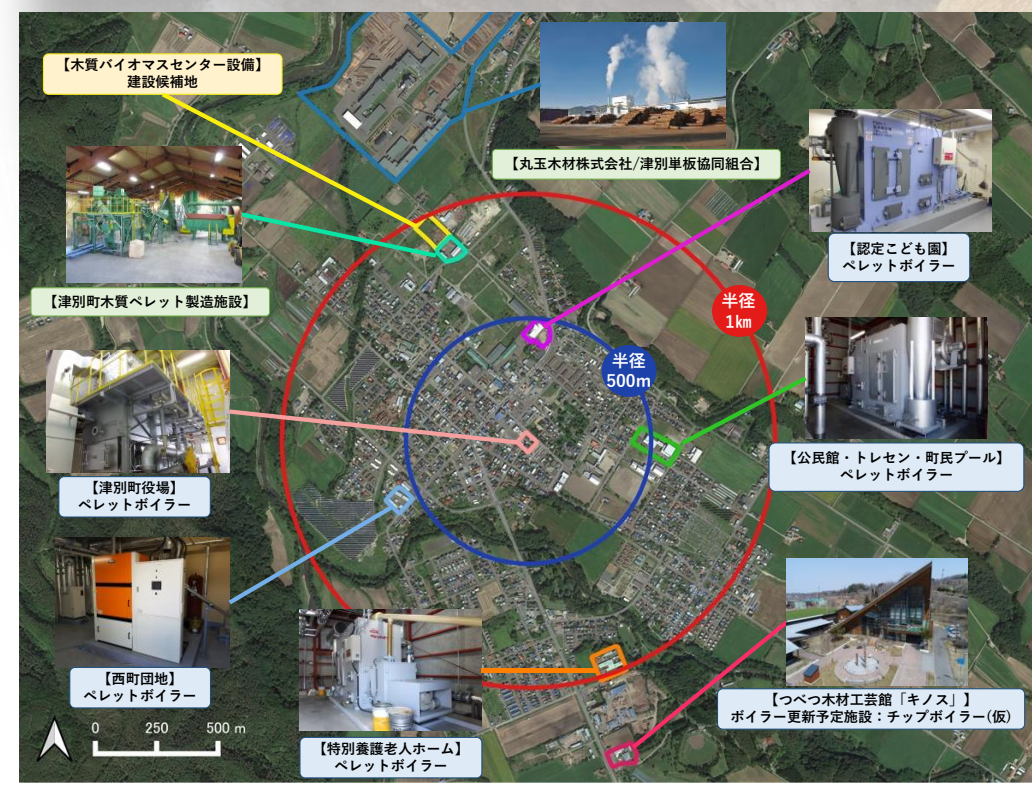 【木質バイオマスセンター設備】
建設候補地
【丸玉木材株式会社/津別単板協同組合】
【認定こども園】
ペレットボイラー
【津別町木質ペレット製造施設】
半径
1km
半径
500m
【津別町役場】
ペレットボイラー
【公民館・トレセン・町民プール】
ペレットボイラー
【西町団地】
ペレットボイラー
【特別養護老人ホーム】
ペレットボイラー
【つべつ木材工芸館「キノス」】
ボイラー更新予定施設：チップボイラー(仮)
0 250 500 m